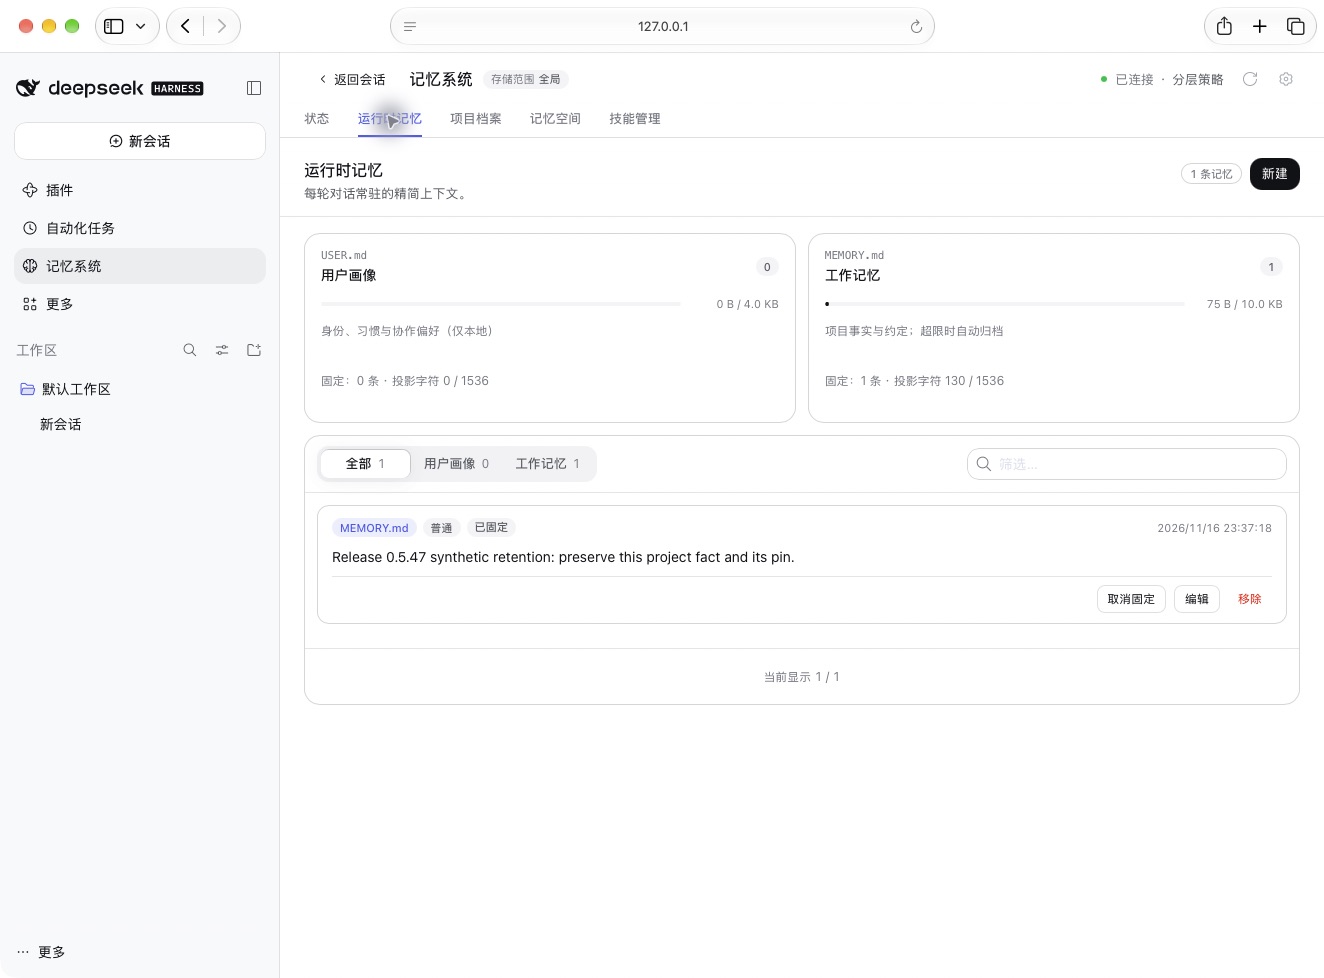 127.0.0.1
deepseek HARNESS
新会话
插件
自动化任务
记忆系统
更多
工作区
默认工作区
新会话
更多
返回会话
记忆系统
存储范围 全局
已连接 · 分层策略
状态
运行时记忆
项目档案
记忆空间
技能管理
运行时记忆
每轮对话常驻的精简上下文。
1 条记忆
新建
USER.md
用户画像
0
0 B / 4.0 KB
身份、习惯与协作偏好（仅本地）
固定：0 条 · 投影字符 0 / 1536
MEMORY.md
工作记忆
1
75 B / 10.0 KB
项目事实与约定；超限时自动归档
固定：1 条 · 投影字符 130 / 1536
全部 1
用户画像 0
工作记忆 1
筛选...
MEMORY.md 普通 已固定
2026/11/16 23:37:18
Release 0.5.47 synthetic retention: preserve this project fact and its pin.
取消固定
编辑
移除
当前显示 1 / 1